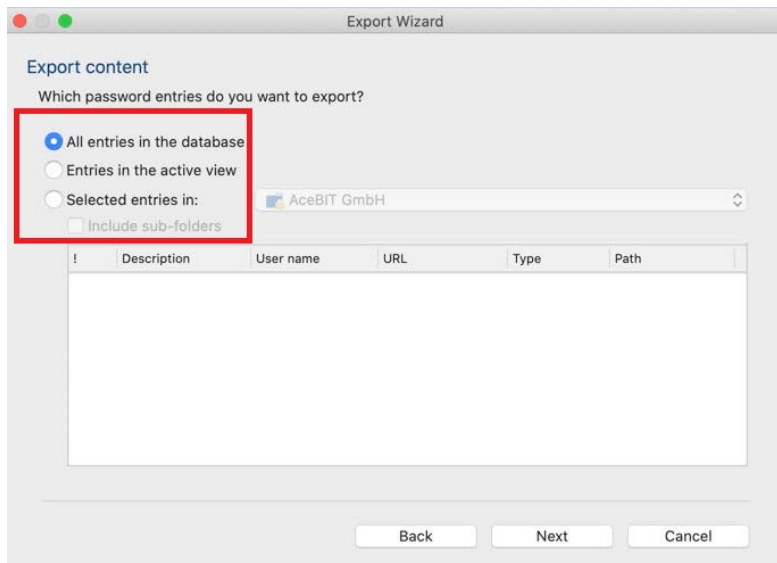 Export Wizard
Export content
Which password entries do you want to export?
All entries in the database
Entries in the active view
Selected entries in: AceBIT GmbH
Include sub-folders
! Description User name URL Type Path
Back Next Cancel